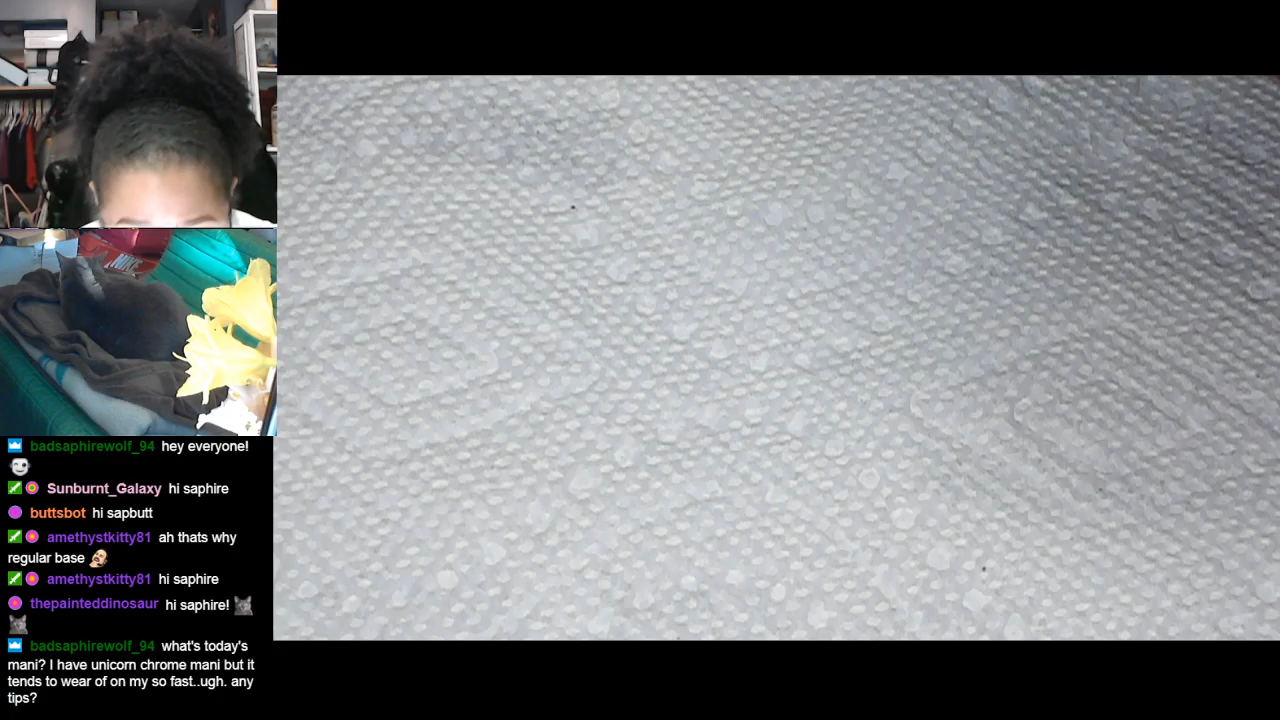 badsaphirewolf_94 hey everyone!
Sunburnt_Galaxy hi saphire
buttsbot hi sapbutt
amethystkitty81 ah thats why
regular base
amethystkitty81 hi saphire
thepainteddinosaur hi saphire!
badsaphirewolf_94 what's today's
mani? I have unicorn chrome mani but it
tends to wear of on my so fast..ugh. any
tips?